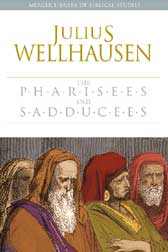 MERCER LIBRARY OF BIBLICAL STUDIES
JULIUS
WELLHAUSEN
THE
PHARISEES
AND
SADDUCEES